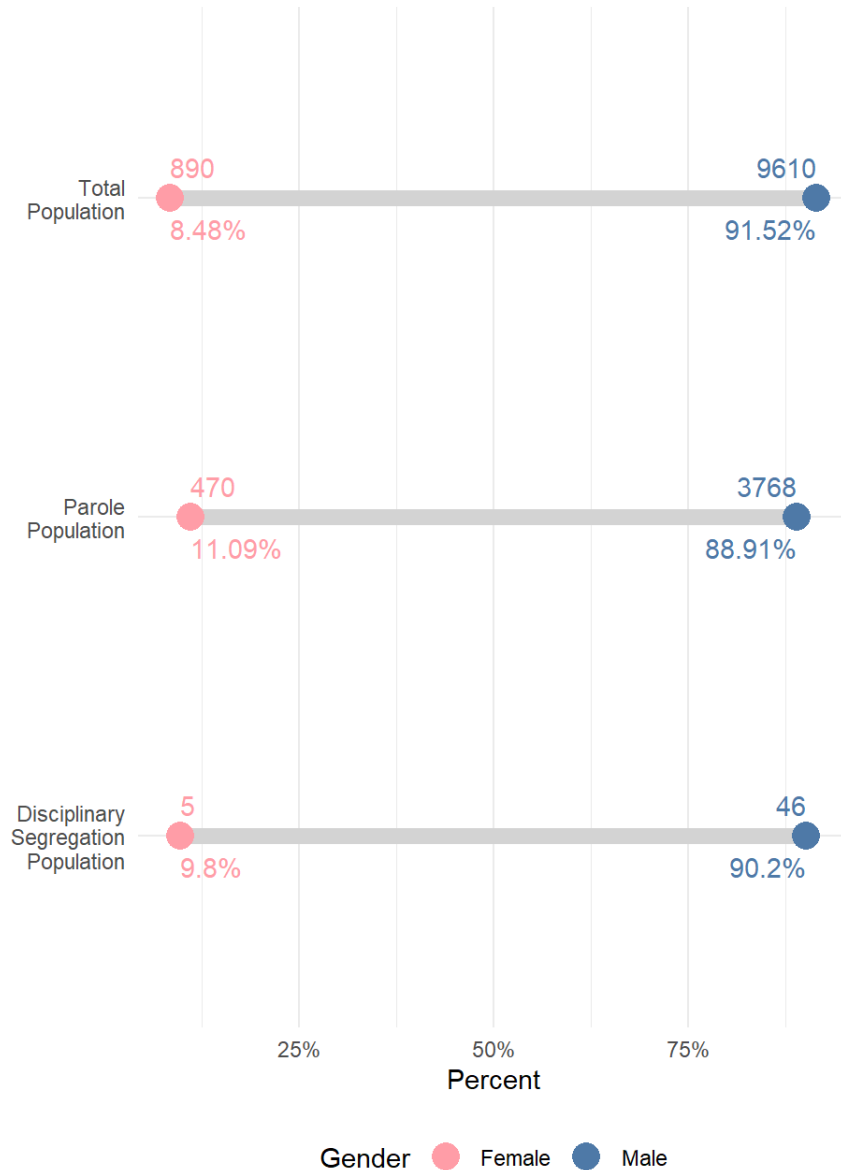 890
9610
Total
Population
8.48%
91.52%
470
3768
Parole
Population
11.09%
88.91%
5
46
Disciplinary
Segregation
Population
9.8%
90.2%
25%
50%
75%
Percent
Gender
Female
Male